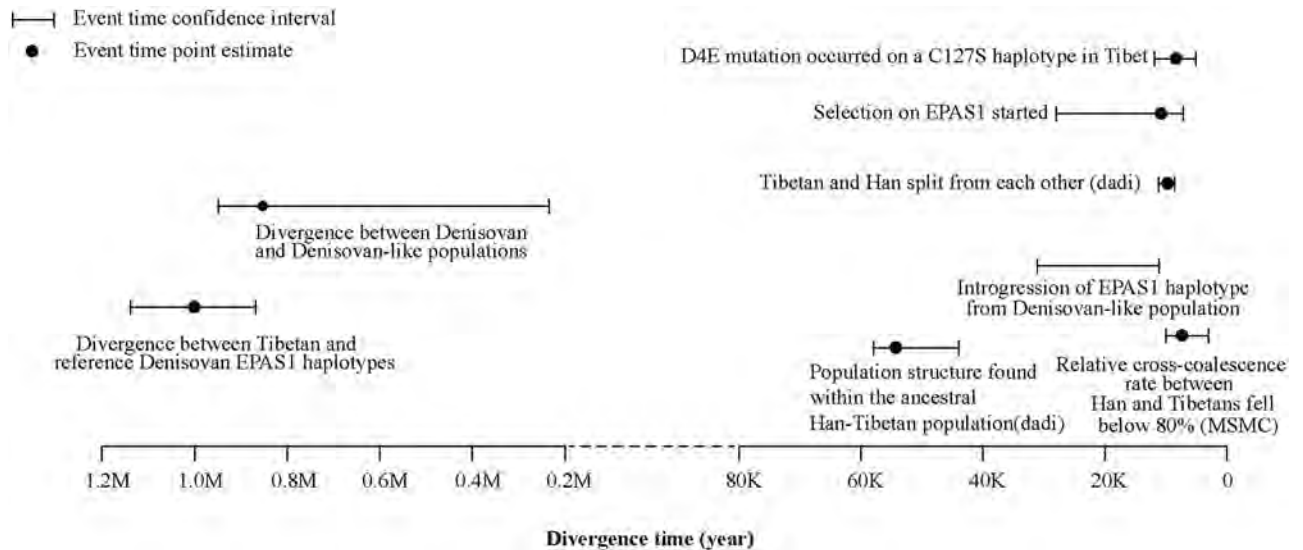 Event time confidence interval
Event time point estimate
D4E mutation occurred on a C127S haplotype in Tibet
Selection on EPAS1 started
Tibetan and Han split from each other (dadi)
Divergence between Denisovan
and Denisovan-like populations
Introgression of EPAS1 haplotype
from Denisovan-like population
Divergence between Tibetan and
reference Denisovan EPAS1 haplotypes
Population structure found
within the ancestral
Han-Tibetan population(dadi)
Relative cross-coalescence
rate between
Han and Tibetans fell
below 80% (MSMC)
1.2M 1.0M 0.8M 0.6M 0.4M 0.2M 80K 60K 40K 20K 0
Divergence time (year)